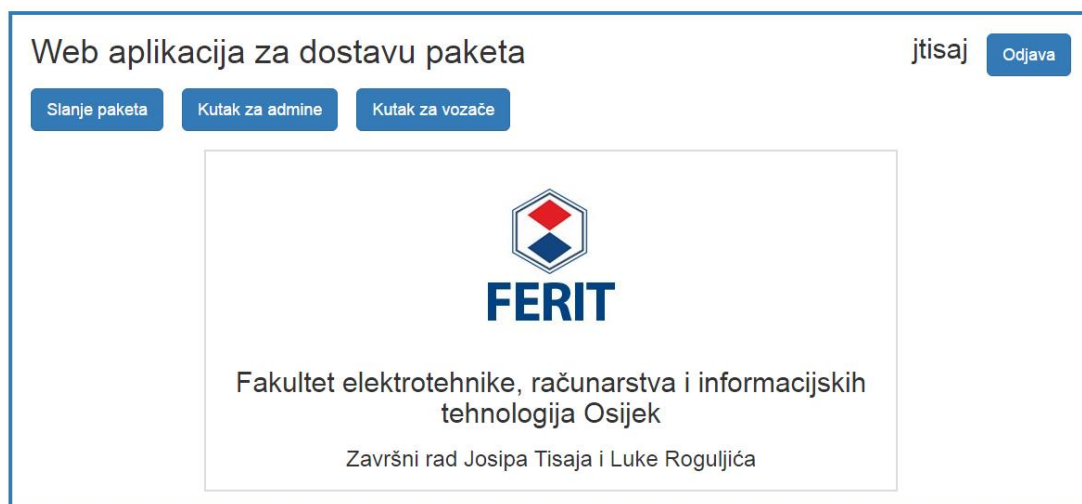 Web aplikacija za dostavu paketa
jtisaj
Odjava
Slanje paketa
Kutak za admine
Kutak za vozače
FERIT
Fakultet elektrotehnike, računarstva i informacijskih
tehnologija Osijek
Završni rad Josipa Tisaja i Luke Roguljića